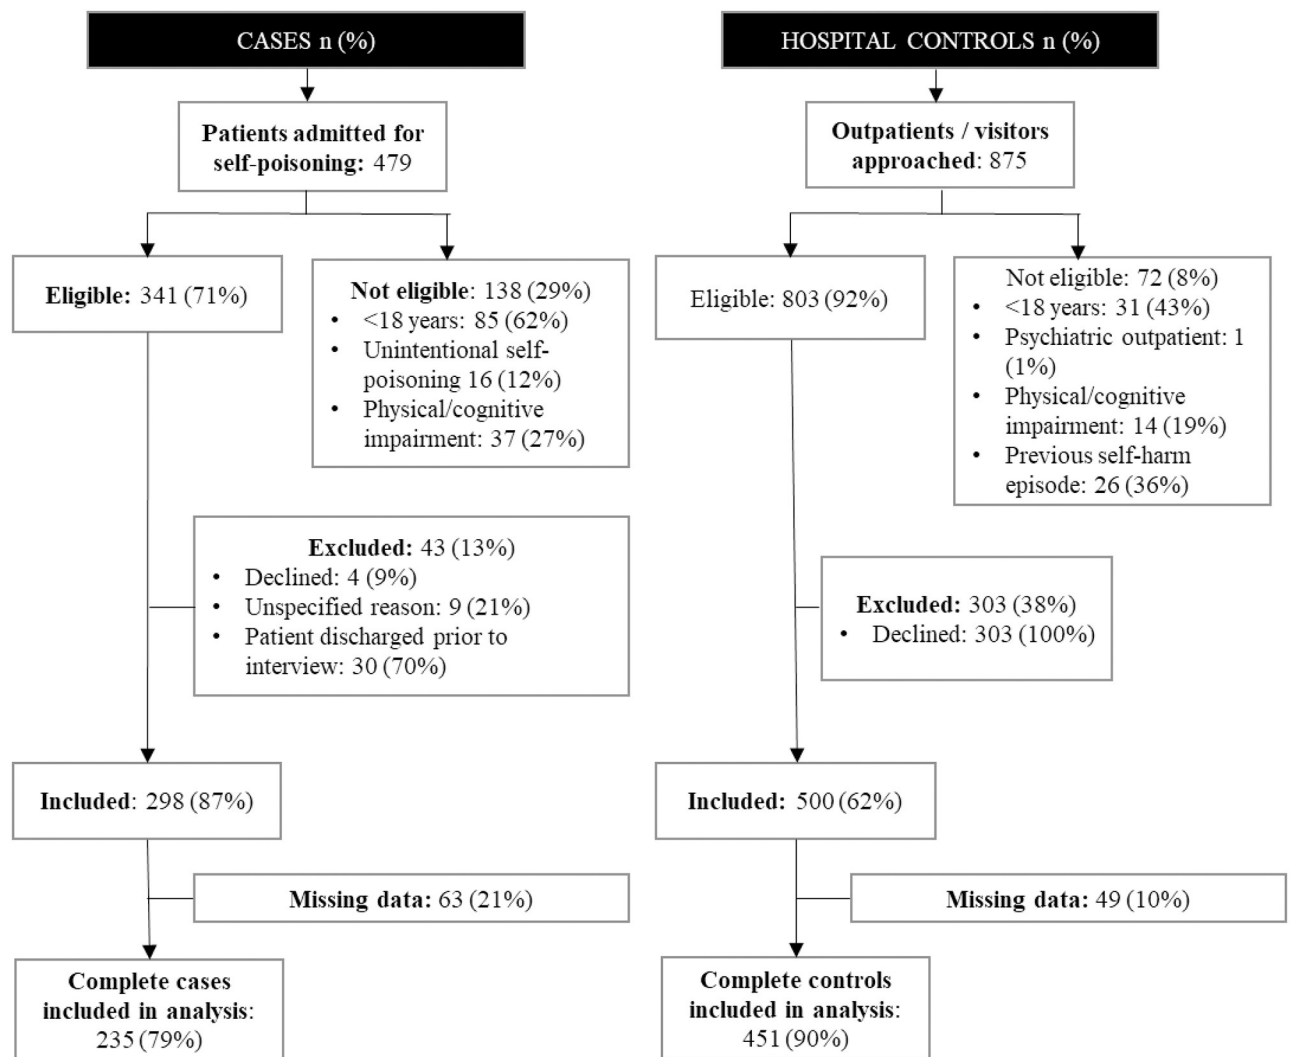 CASES n (%)
Patients admitted for
self-poisoning: 479
Eligible: 341 (71%)
Not eligible: 138 (29%)
• <18 years: 85 (62%)
• Unintentional self-
poisoning 16 (12%)
• Physical/cognitive
impairment: 37 (27%)
Excluded: 43 (13%)
• Declined: 4 (9%)
• Unspecified reason: 9 (21%)
• Patient discharged prior to
interview: 30 (70%)
Included: 298 (87%)
Missing data: 63 (21%)
Complete cases
included in analysis:
235 (79%)
HOSPITAL CONTROLS n (%)
Outpatients / visitors
approached: 875
Eligible: 803 (92%)
Not eligible: 72 (8%)
• <18 years: 31 (43%)
• Psychiatric outpatient: 1
(1%)
• Physical/cognitive
impairment: 14 (19%)
• Previous self-harm
episode: 26 (36%)
Excluded: 303 (38%)
• Declined: 303 (100%)
Included: 500 (62%)
Missing data: 49 (10%)
Complete controls
included in analysis:
451 (90%)